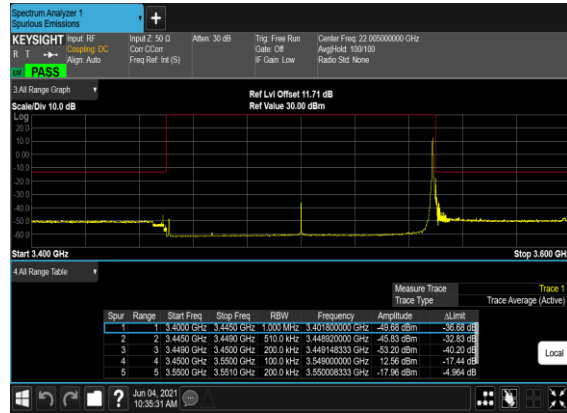 Spectrum Analyzer 1
Spurious Emissions
+
KEYSIGHT Input: RF Input Z: 50 Ω Atten: 30 dB Trig: Free Run Center Freq: 22.005000000 GHz
R T Coupling: DC Corr CCorr Gate: Off Avg|Hold: 100/100
Align: Auto Freq Ref: Int (S) IF Gain: Low Radio Std: None
PASS
3 All Range Graph Ref Lvl Offset 11.71 dB
Scale/Div 10.0 dB Ref Value 30.00 dBm
Log
20.0
10.0
0.00
-10.0
-20.0
-30.0
-40.0
-50.0
-60.0
Start 3.400 GHz Stop 3.600 GHz
4 All Range Table
Measure Trace Trace 1
Trace Type Trace Average (Active)
Spur Range Start Freq Stop Freq RBW Frequency Amplitude ΔLimit
1 1 3.4000 GHz 3.4450 GHz 1.000 MHz 3.401800000 GHz -49.68 dBm -36.68 dB
2 2 3.4450 GHz 3.4490 GHz 510.0 kHz 3.448920000 GHz -45.83 dBm -32.83 dB
3 3 3.4490 GHz 3.4500 GHz 200.0 kHz 3.449148333 GHz -53.20 dBm -40.20 dB
4 4 3.4500 GHz 3.5500 GHz 100.0 kHz 3.549000000 GHz 12.56 dBm -17.44 dB
5 5 3.5500 GHz 3.5510 GHz 200.0 kHz 3.550008333 GHz -17.96 dBm -4.964 dB
Local
? Jun 04, 2021
10:35:31 AM